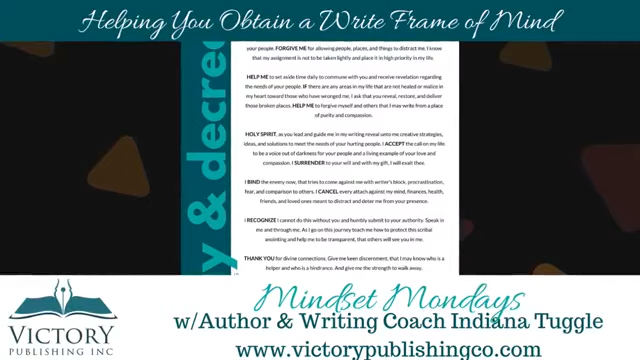 Helping You Obtain a Write Frame of Mind
y & decree
your people. FORGIVE ME for allowing people, places, and things to distract me. I know
that my assignment is not to be taken lightly and place it in high priority in my life.
HELP ME to set aside time daily to commune with you and receive revelation regarding
the needs of your people. IF there are any areas in my life that are not healed or malice in
my heart toward those who have wronged me, I ask that you reveal, restore, and deliver
those broken places. HELP ME to forgive myself and others that I may write from a place
of purity and compassion.
HOLY SPIRIT, as you lead and guide me in my writing reveal unto me creative strategies,
ideas, and solutions to meet the needs of your hurting people. I ACCEPT the call on my life
to be a voice out of darkness for your people and a living example of your love and
compassion. I SURRENDER to your will and with my gift, I will exalt thee.
I BIND the enemy now, that tries to come against me with writer's block, procrastination,
fear, and comparison to others. I CANCEL every attack against my mind, finances, health,
friends, and loved ones meant to distract and deter me from your presence.
I RECOGNIZE I cannot do this without you and humbly submit to your authority. Speak in
me and through me. As I go on this journey teach me how to protect this scribal
anointing and help me to be transparent, that others will see you in me.
THANK YOU for divine connections. Give me keen discernment, that I may know who is a
helper and who is a hindrance. And give me the strength to walk away.
VICTORY
PUBLISHING INC
Mindset Mondays
w/Author & Writing Coach Indiana Tuggle
www.victorypublishingco.com